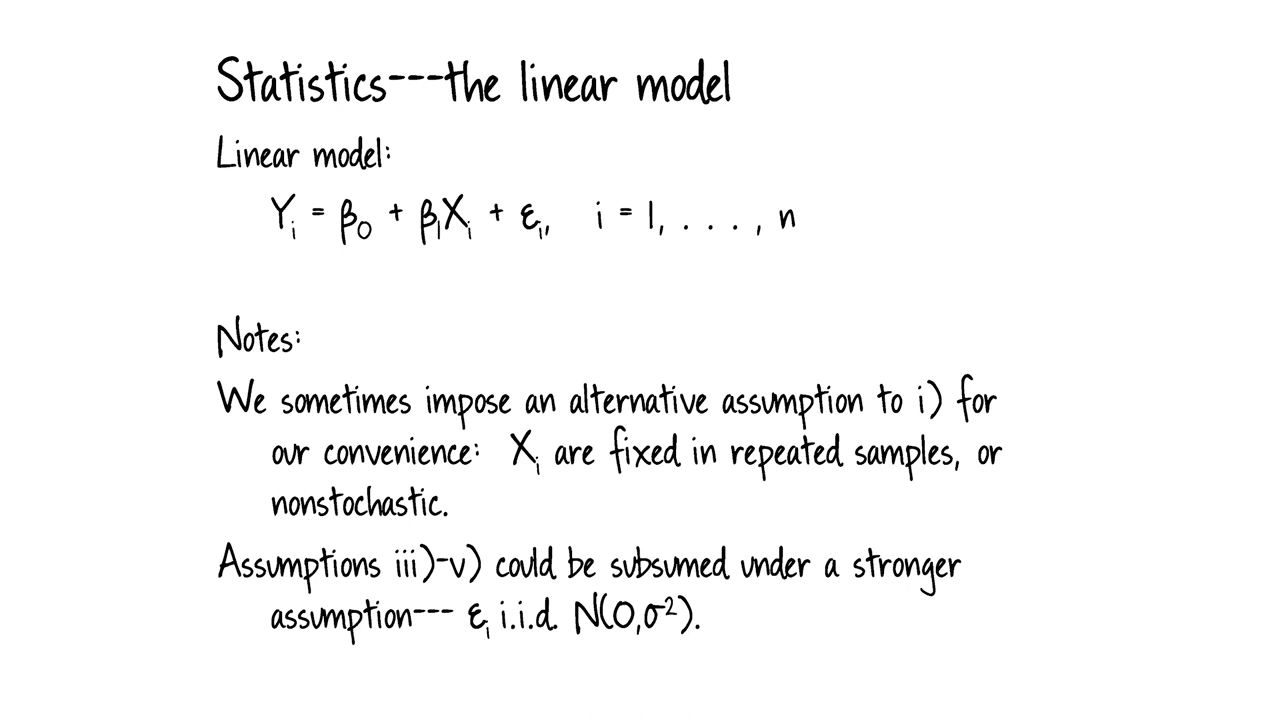 Statistics---the linear model
Linear model:
Yᵢ = β₀ + β₁Xᵢ + εᵢ, i = 1, . . . , n
Notes:
We sometimes impose an alternative assumption to i) for
our convenience: Xᵢ are fixed in repeated samples, or
nonstochastic.
Assumptions iii)-v) could be subsumed under a stronger
assumption--- εᵢ i.i.d. N(0,σ²).